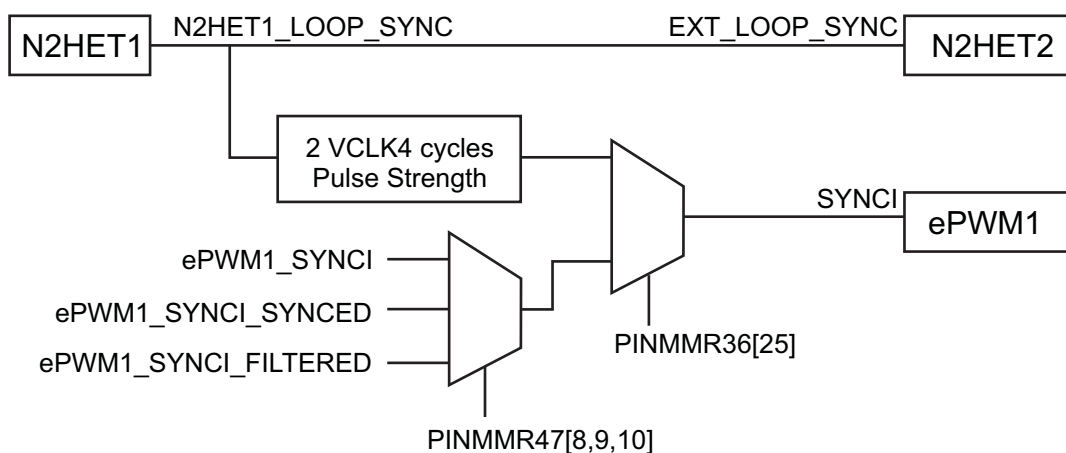 N2HET1
N2HET1_LOOP_SYNC
EXT_LOOP_SYNC
N2HET2
2 VCLK4 cycles
Pulse Strength
SYNCI
ePWM1
ePWM1_SYNCI
ePWM1_SYNCI_SYNCED
ePWM1_SYNCI_FILTERED
PINMMR36[25]
PINMMR47[8,9,10]